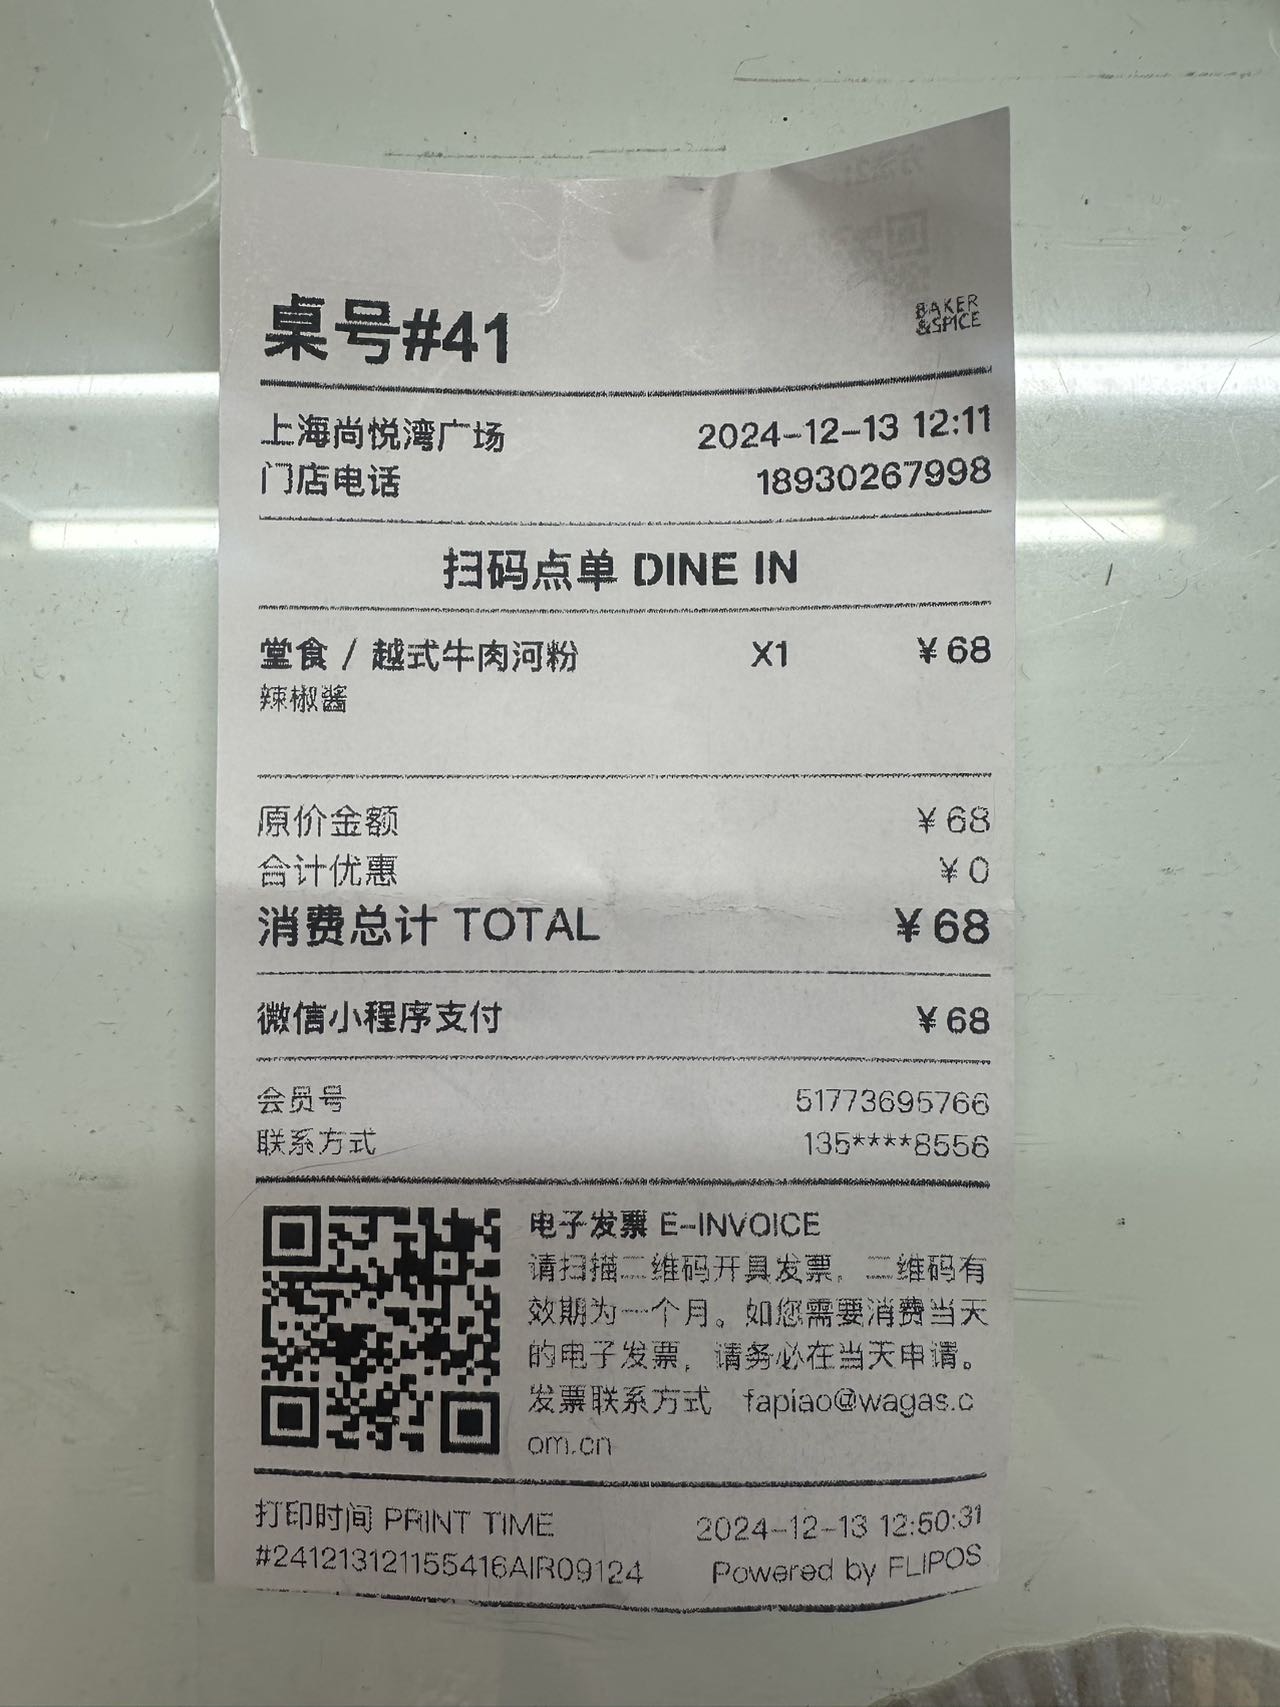 桌号#41
BAKER
&SPICE
上海尚悦湾广场 2024-12-13 12:11
门店电话 18930267998
扫码点单 DINE IN
堂食 / 越式牛肉河粉 X1 ¥68
辣椒酱
原价金额 ¥68
合计优惠 ¥0
消费总计 TOTAL ¥68
微信小程序支付 ¥68
会员号 51773695766
联系方式 135****8556
电子发票 E-INVOICE
请扫描二维码开具发票，二维码有
效期为一个月。如您需要消费当天
的电子发票，请务必在当天申请。
发票联系方式 fapiao@wagas.c
om.cn
打印时间 PRINT TIME 2024-12-13 12:50:31
#241213121155416AIR09124 Powered by FLIPOS